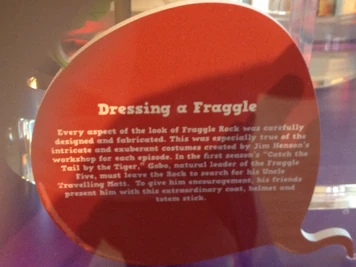 Dressing a Fraggle
Every aspect of the look of Fraggle Rock was carefully
designed and fabricated. This was especially true of the
intricate and exuberant costumes created by Jim Henson's
workshop for each episode. In the first season's "Catch the
Tail by the Tiger," Gobo, natural leader of the Fraggle
Five, must leave the Rock to search for his Uncle
Travelling Matt. To give him encouragement, his friends
present him with this extraordinary coat, helmet and
totem stick.